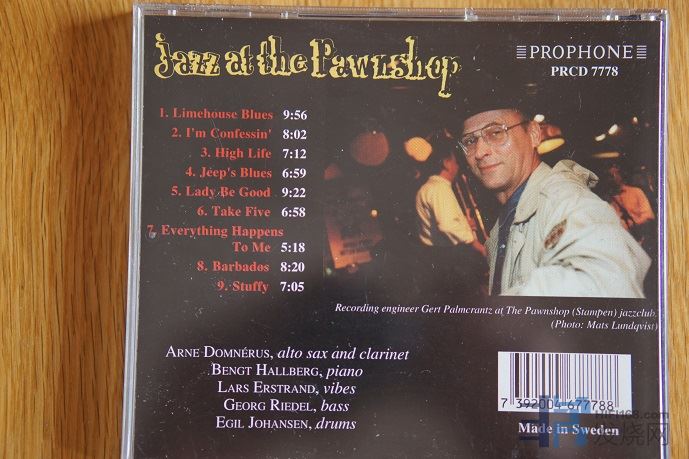 Jazz at the Pawnshop
PROPHONE
PRCD 7778
1. Limehouse Blues 9:56
2. I'm Confessin' 8:02
3. High Life 7:12
4. Jeep's Blues 6:59
5. Lady Be Good 9:22
6. Take Five 6:58
7. Everything Happens
To Me 5:18
8. Barbados 8:20
9. Stuffy 7:05
Recording engineer Gert Palmcrantz at The Pawnshop (Stampen) jazzclub.
(Photo: Mats Lundqvist)
ARNE DOMNÉRUS, alto sax and clarinet
BENGT HALLBERG, piano
LARS ERSTRAND, vibes
GEORG RIEDEL, bass
EGIL JOHANSEN, drums
7 392004 677788
Made in Sweden
发烧网